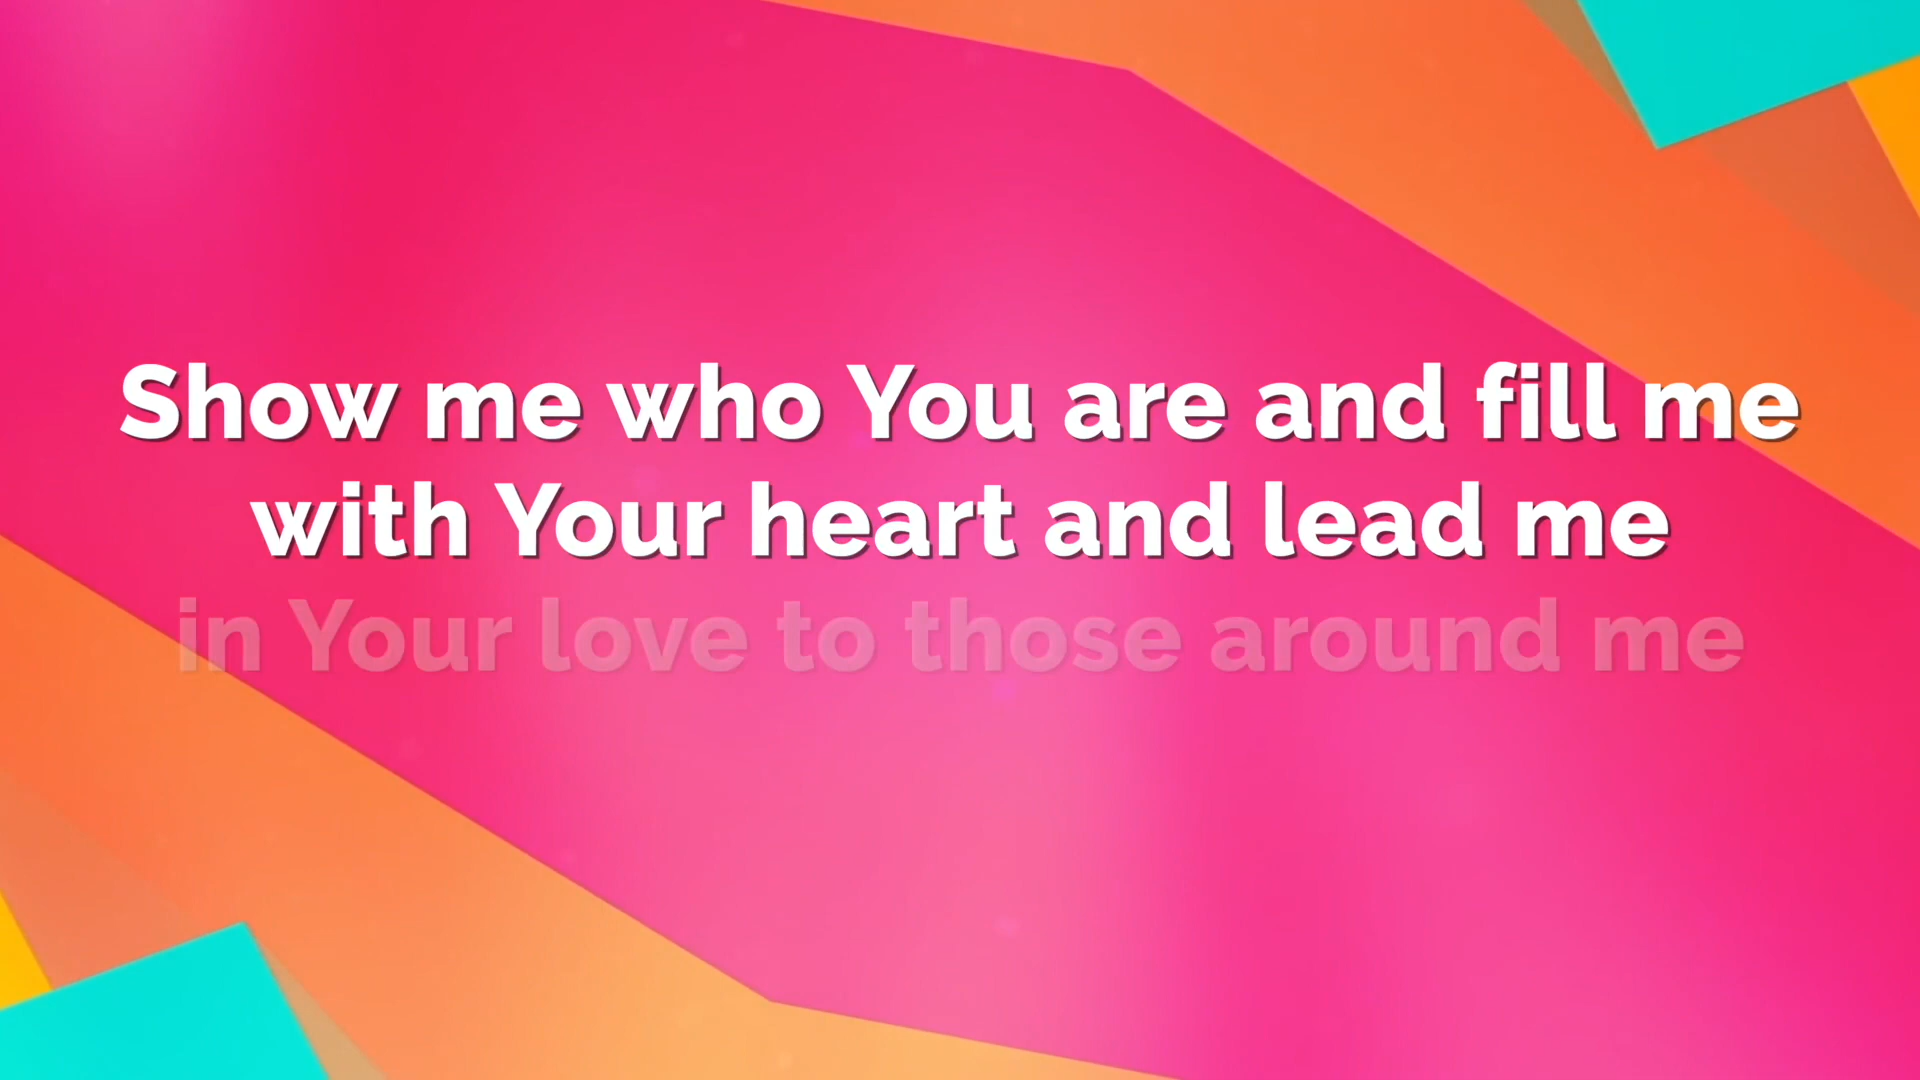 Show me who You are and fill me
with Your heart and lead me
in Your love to those around me